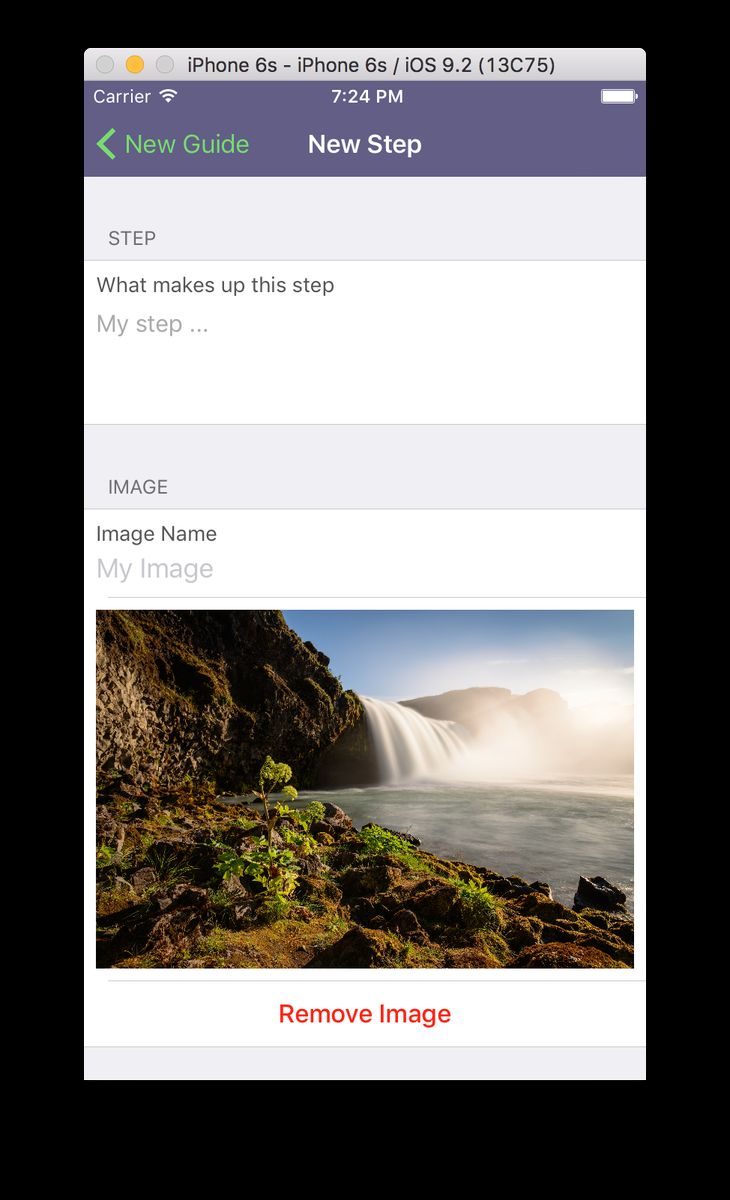 iPhone 6s - iPhone 6s / iOS 9.2 (13C75)
Carrier 7:24 PM
New Guide New Step
STEP
What makes up this step
My step ...
IMAGE
Image Name
My Image
Remove Image